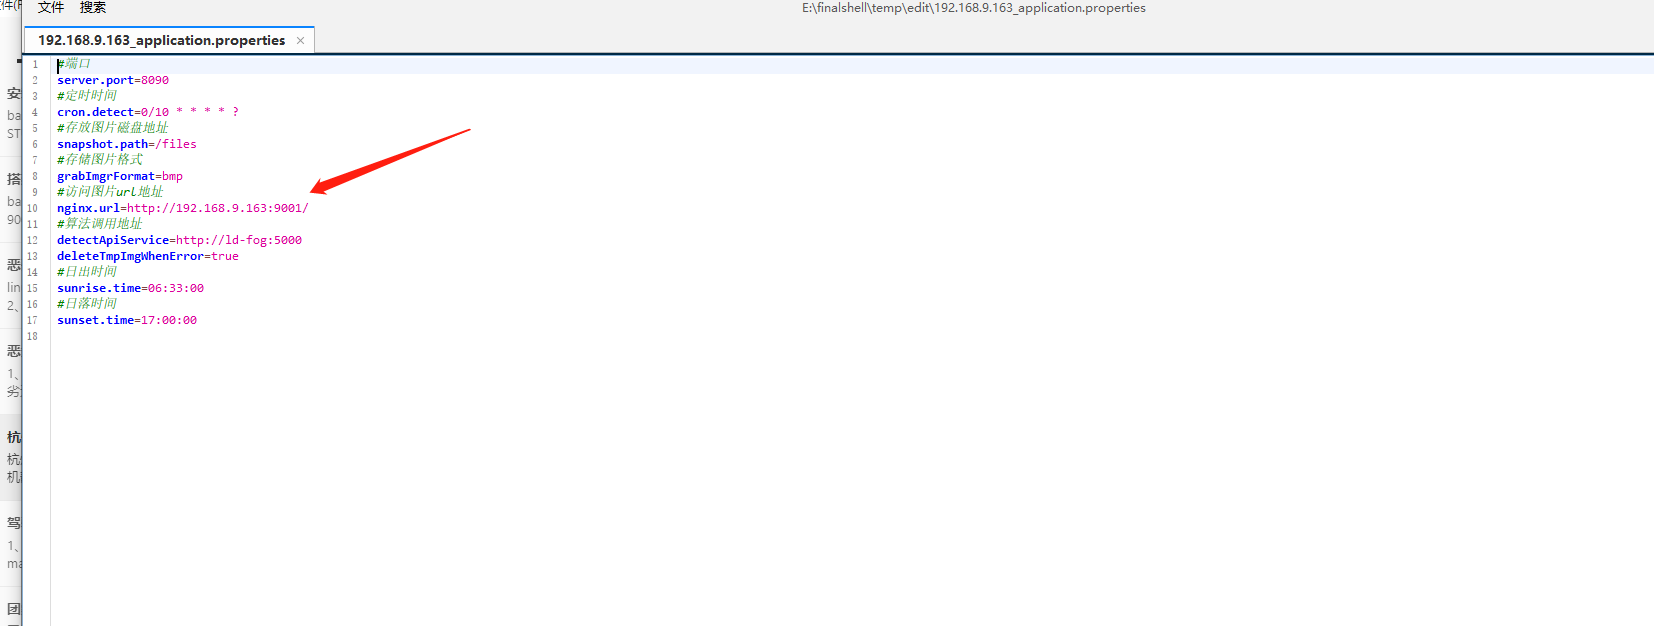 文件 搜索
E:\finalshell\temp\edit\192.168.9.163_application.properties
192.168.9.163_application.properties ×
1 #端口
2 server.port=8090
3 #定时时间
4 cron.detect=0/10 * * * * ?
5 #存放图片磁盘地址
6 snapshot.path=/files
7 #存储图片格式
8 grabImgrFormat=bmp
9 #访问图片url地址
10 nginx.url=http://192.168.9.163:9001/
11 #算法调用地址
12 detectApiService=http://ld-fog:5000
13 deleteTmpImgWhenError=true
14 #日出时间
15 sunrise.time=06:33:00
16 #日落时间
17 sunset.time=17:00:00
18
安
ba
ST
搭
ba
90
恶
lin
2、
恶
1、
劣
杭
杭
机
驾
1、
ma
团